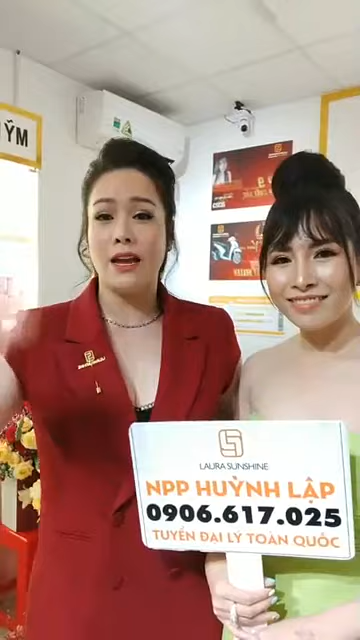 ỲM
LAURA SUNSHINE
NPP HUỲNH LẬP
0906.617.025
TUYỂN ĐẠI LÝ TOÀN QUỐC